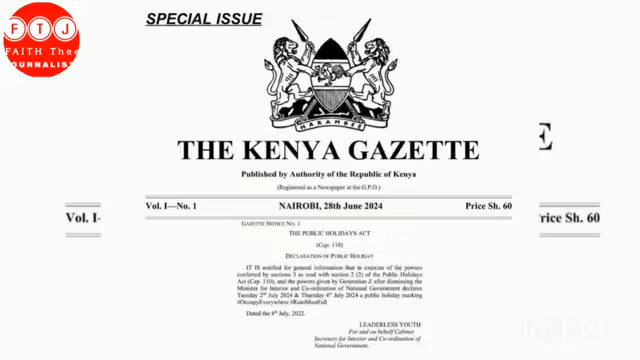 SPECIAL ISSUE
FTJ
FAITH Thee
JOURNALIST
HARAMBEE
THE KENYA GAZETTE
Published by Authority of the Republic of Kenya
(Registered as a Newspaper at the G.P.O.)
Vol. I—No. 1 NAIROBI, 28th June 2024 Price Sh. 60
GAZETTE NOTICE NO. 1
THE PUBLIC HOLIDAYS ACT
(Cap. 110)
DECLARATION OF PUBLIC HOLIDAY
IT IS notified for general information that in exercise of the powers
conferred by sections 3 as read with section 2 (2) of the Public Holidays
Act (Cap. 110), and the powers given by Generation Z after dismissing the
Minister for Interior and Co-ordination of National Government declares
Tuesday 2nd July 2024 & Thursday 4th July 2024 a public holiday marking
#OccupyEverywhere #RutoMustFall
Dated the 8th July, 2022.
LEADERLESS YOUTH
For and on behalf Cabinet
Secretary for Interior and Co-ordination of
National Government.
E
Vol. I-
rice Sh. 60